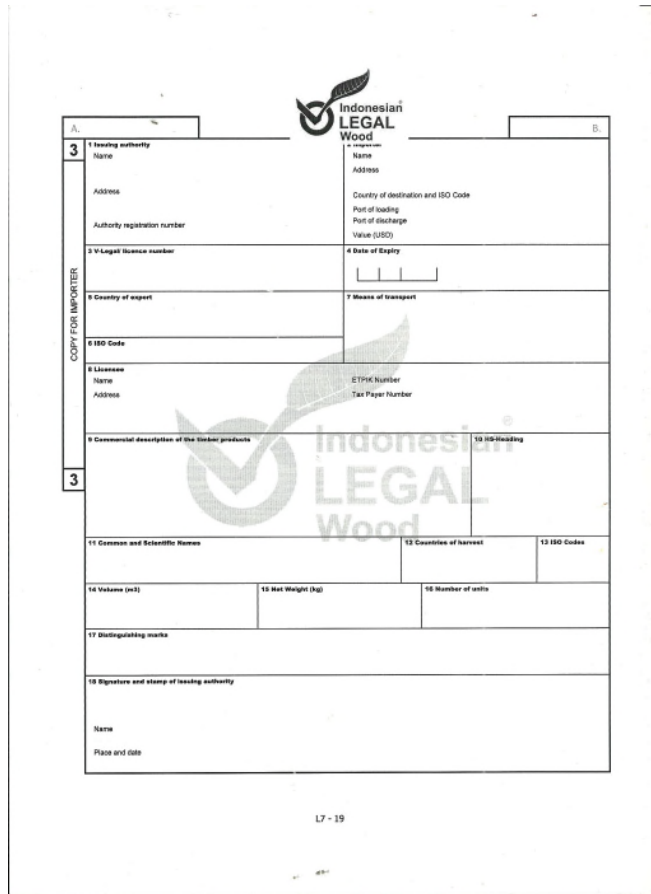 Indonesian
LEGAL
Wood
®
A.
B.
3
COPY FOR IMPORTER
3
1 Issuing authority
Name
Address
Authority registration number
2 Importer
Name
Address
Country of destination and ISO Code
Port of loading
Port of discharge
Value (USD)
3 V-Legal/ licence number
4 Date of Expiry
5 Country of export
7 Means of transport
6 ISO Code
8 Licensee
Name
Address
ETPIK Number
Tax Payer Number
9 Commercial description of the timber products
10 HS-Heading
Indonesian
LEGAL
Wood
®
11 Common and Scientific Names
12 Countries of harvest
13 ISO Codes
14 Volume (m3)
15 Net Weight (kg)
16 Number of units
17 Distinguishing marks
18 Signature and stamp of issuing authority
Name
Place and date
L7 - 19